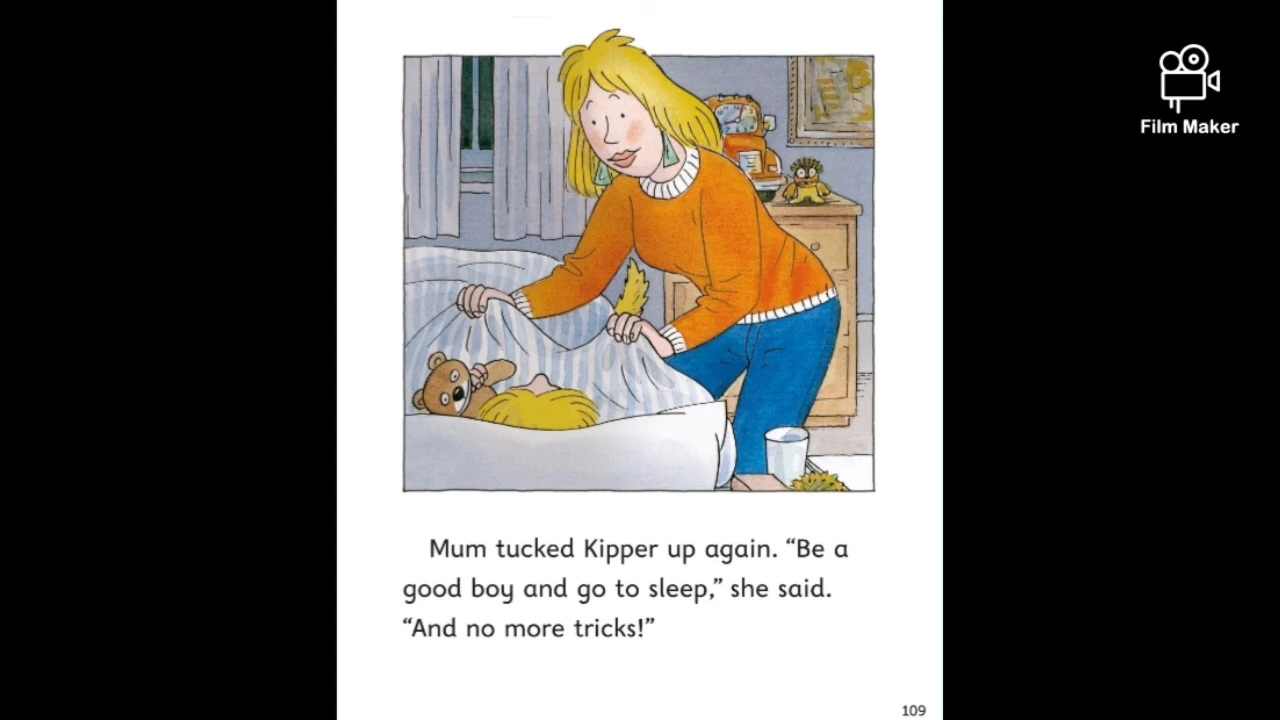 Film Maker
Mum tucked Kipper up again. “Be a
good boy and go to sleep,” she said.
“And no more tricks!”
109